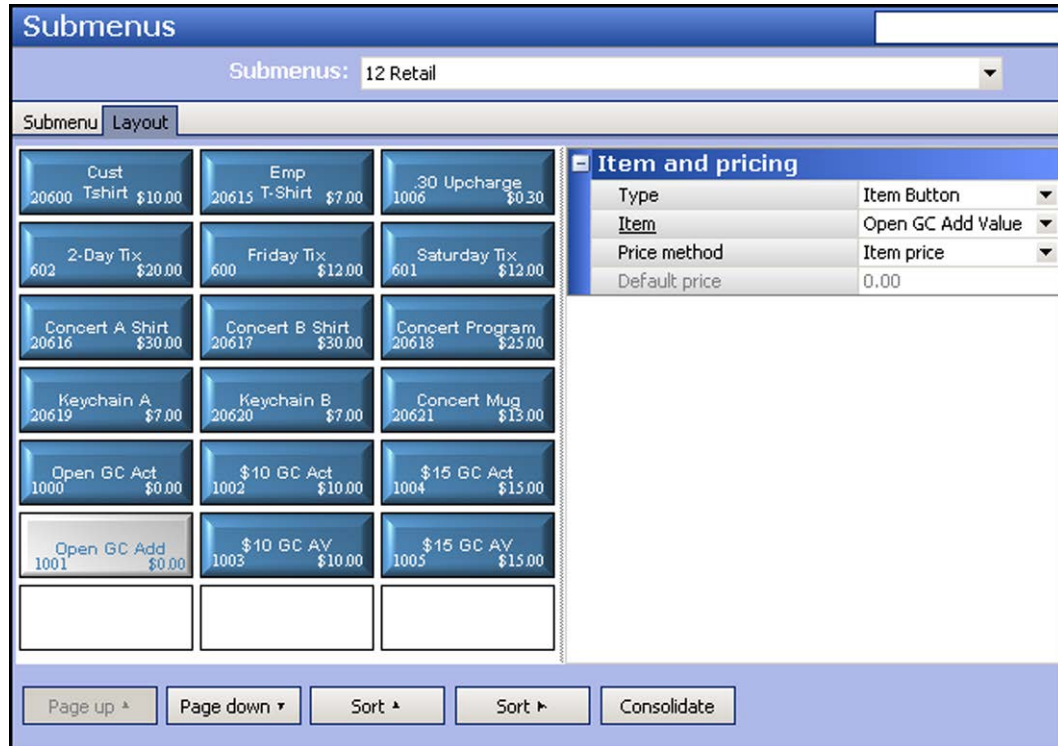 Submenus
Submenus: 12 Retail
Submenu Layout
Cust
20600 Tshirt $10.00
Emp
20615 T-Shirt $7.00
.30 Upcharge
1006 $0.30
2-Day Tix
602 $20.00
Friday Tix
600 $12.00
Saturday Tix
601 $12.00
Concert A Shirt
20616 $30.00
Concert B Shirt
20617 $30.00
Concert Program
20618 $25.00
Keychain A
20619 $7.00
Keychain B
20620 $7.00
Concert Mug
20621 $13.00
Open GC Act
1000 $0.00
$10 GC Act
1002 $10.00
$15 GC Act
1004 $15.00
Open GC Add
1001 $0.00
$10 GC AV
1003 $10.00
$15 GC AV
1005 $15.00
Item and pricing
Type Item Button
Item Open GC Add Value
Price method Item price
Default price 0.00
Page up Page down Sort Sort Consolidate